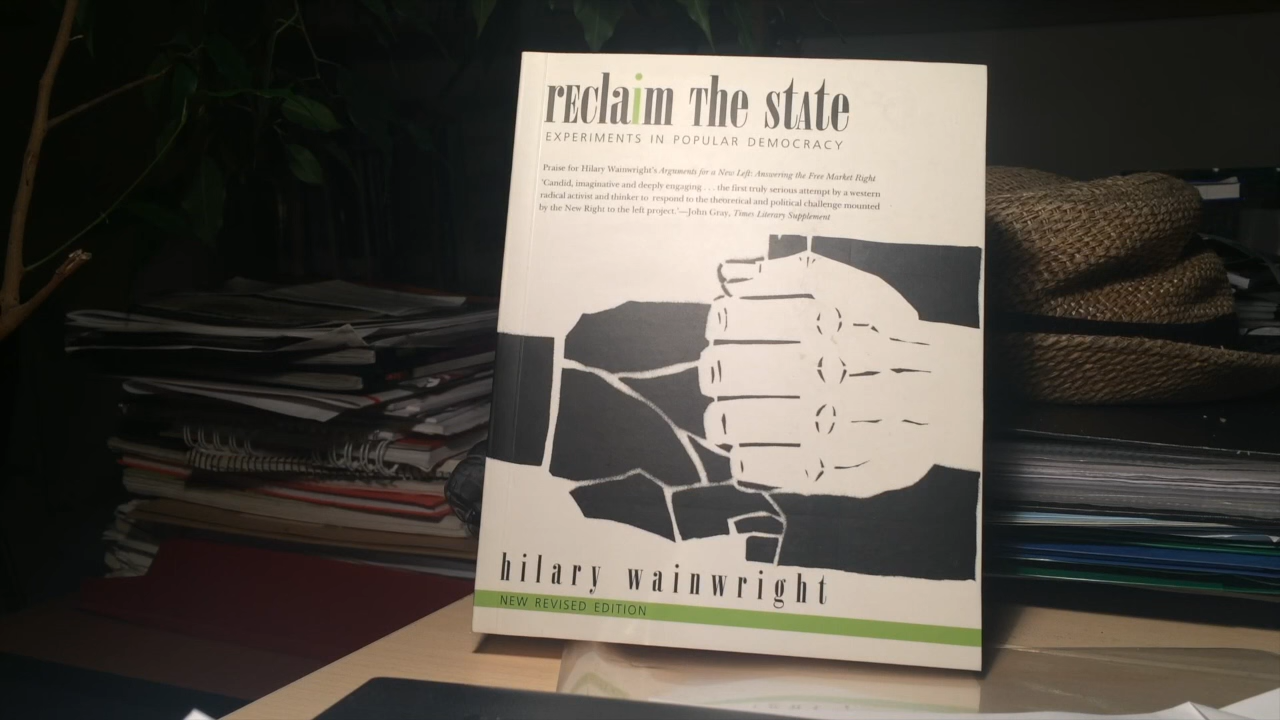 rECLaim The stAte
EXPERIMENTS IN POPULAR DEMOCRACY
Praise for Hilary Wainwright's Arguments for a New Left: Answering the Free Market Right
'Candid, imaginative and deeply engaging . . . the first truly serious attempt by a western
radical activist and thinker to respond to the theoretical and political challenge mounted
by the New Right to the left project.'—John Gray, Times Literary Supplement
hilary wainwright
NEW REVISED EDITION